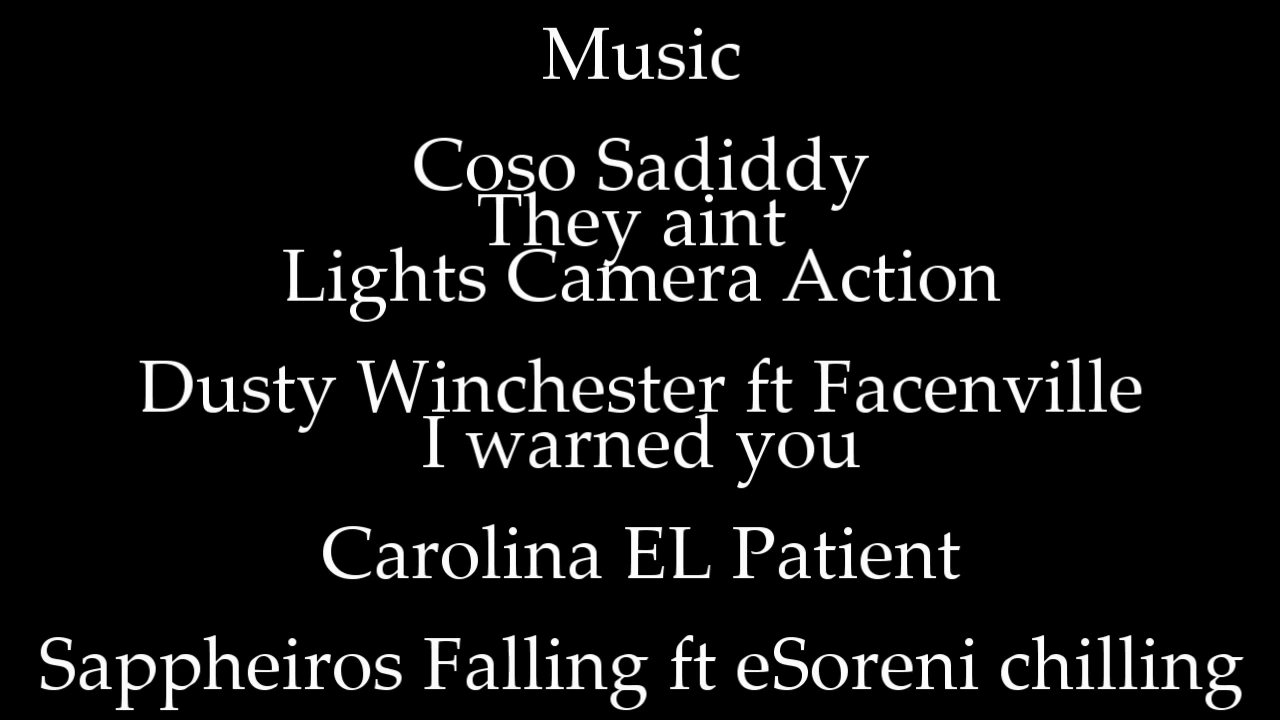 Music
Coso Sadiddy
They aint
Lights Camera Action
Dusty Winchester ft Facenville
I warned you
Carolina EL Patient
Sappheiros Falling ft eSoreni chilling